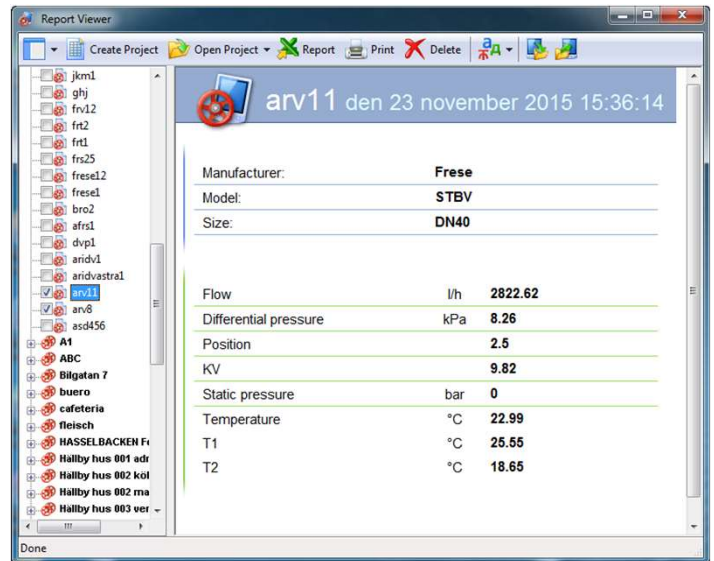 Report Viewer
Create Project Open Project Report Print Delete
jkm1
ghj
frv12
frt2
frt1
frs25
frese12
frese1
bro2
afrs1
dvp1
aridv1
aridvastra1
arv11
arv8
asd456
A1
ABC
Bilgatan 7
buero
cafeteria
fleisch
HASSELBACKEN Fe
Hällby hus 001 adr
Hällby hus 002 köl
Hällby hus 002 ma
Hällby hus 003 ver
arv11 den 23 november 2015 15:36:14
Manufacturer: Frese
Model: STBV
Size: DN40
Flow l/h 2822.62
Differential pressure kPa 8.26
Position 2.5
KV 9.82
Static pressure bar 0
Temperature °C 22.99
T1 °C 25.55
T2 °C 18.65
Done